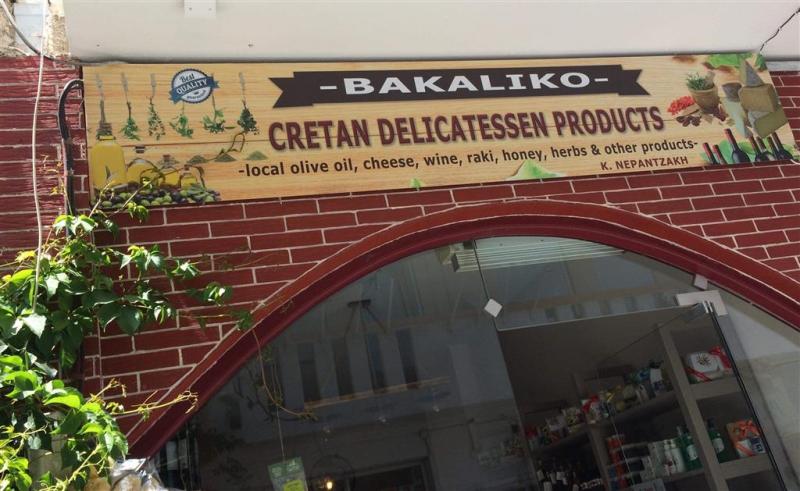 Best
QUALITY
-BAKALIKO-
CRETAN DELICATESSEN PRODUCTS
-local olive oil, cheese, wine, raki, honey, herbs & other products-
Κ. ΝΕΡΑΝΤΖΑΚΗ